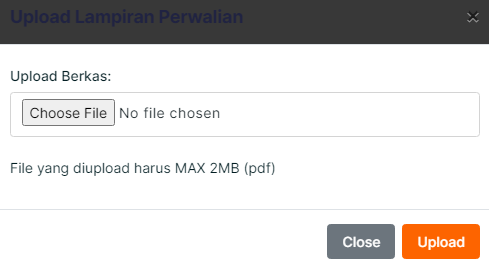 Upload Lampiran Perwalian
×
Upload Berkas:
Choose File No file chosen
File yang diupload harus MAX 2MB (pdf)
Close Upload